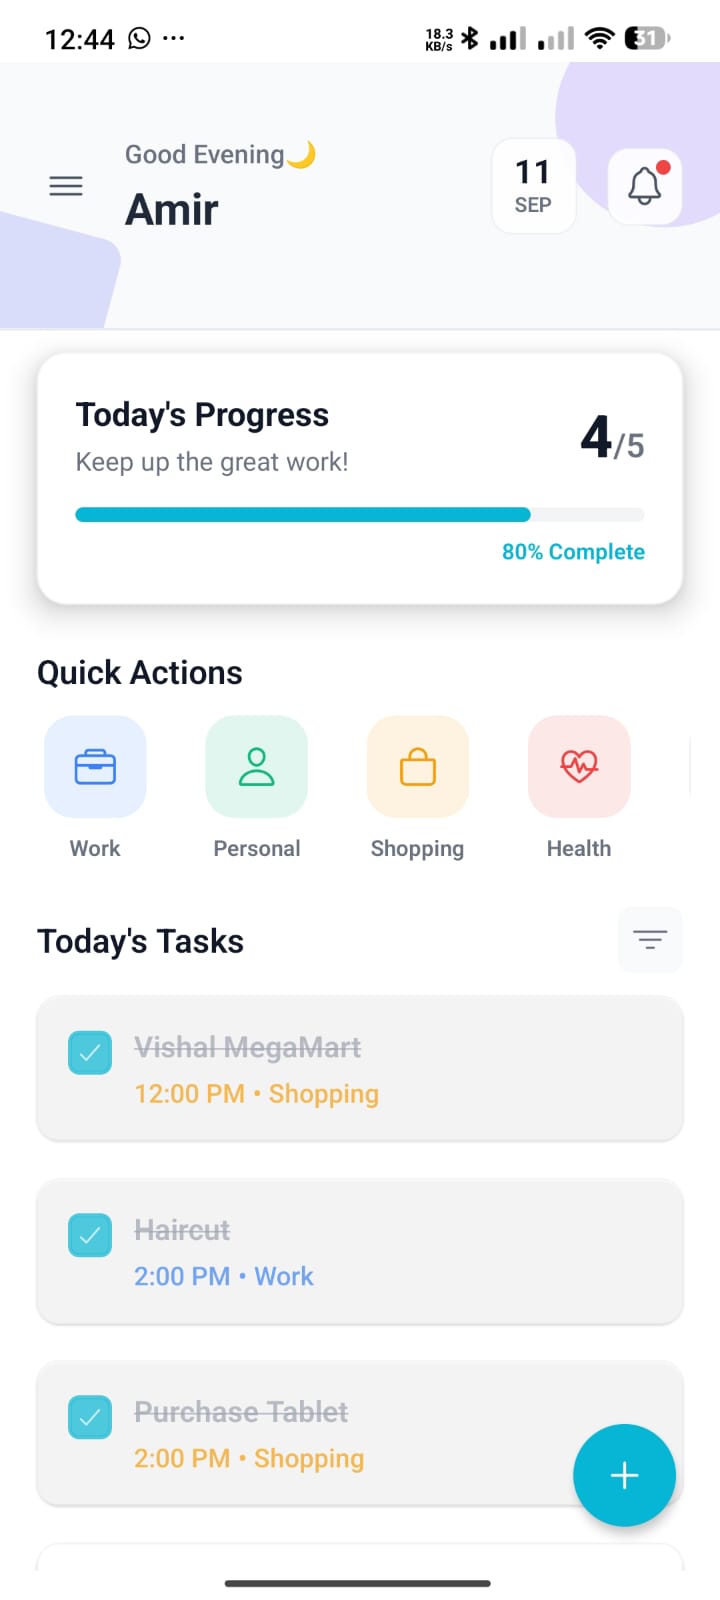 12:44
18.3
KB/s
31
Good Evening🌙
Amir
11
SEP
Today's Progress
Keep up the great work!
4/5
80% Complete
Quick Actions
Work
Personal
Shopping
Health
Today's Tasks
Vishal MegaMart
12:00 PM • Shopping
Haircut
2:00 PM • Work
Purchase Tablet
2:00 PM • Shopping